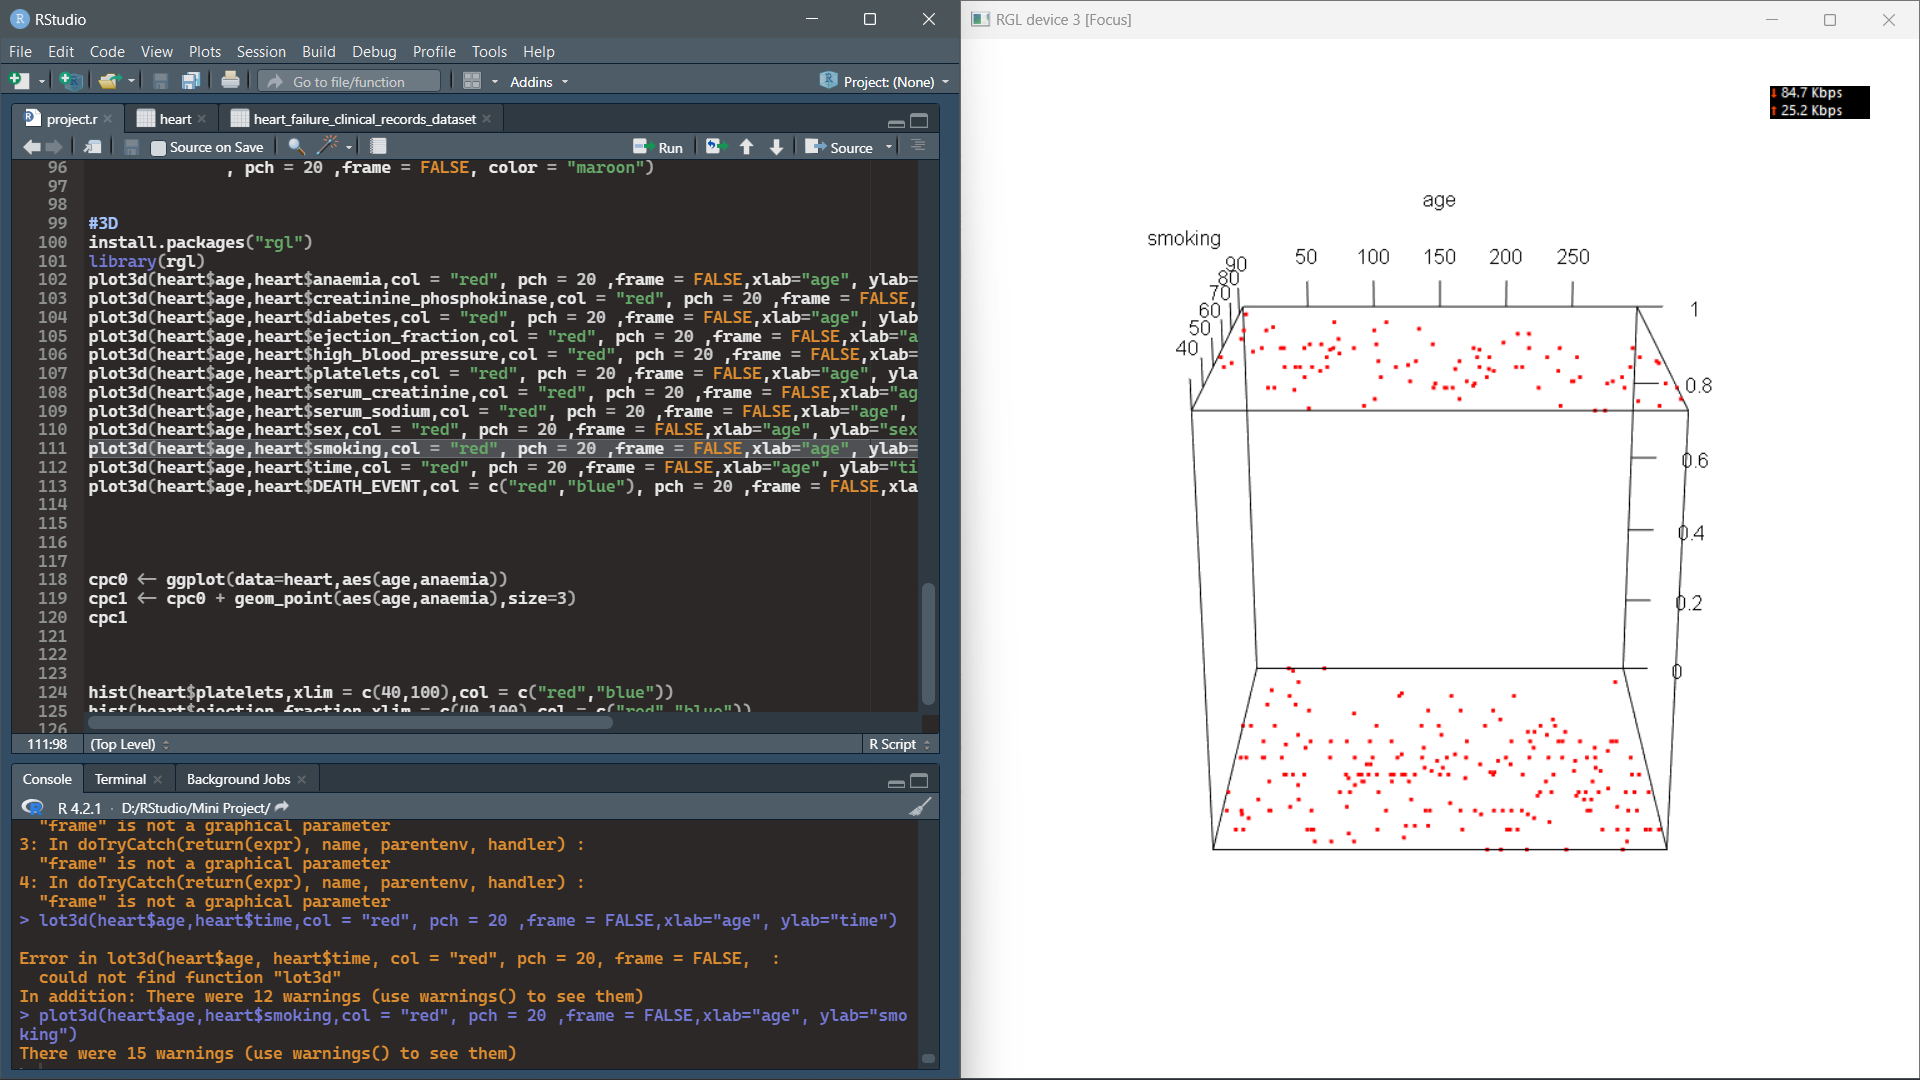 RStudio
File Edit Code View Plots Session Build Debug Profile Tools Help
Go to file/function
Addins
Project: (None)
project.r
heart
heart_failure_clinical_records_dataset
Source on Save
Run
Source
96 , pch = 20 ,frame = FALSE, color = "maroon")
97
98
99 #3D
100 install.packages("rgl")
101 library(rgl)
102 plot3d(heart$age,heart$anaemia,col = "red", pch = 20 ,frame = FALSE,xlab="age", ylab=
103 plot3d(heart$age,heart$creatinine_phosphokinase,col = "red", pch = 20 ,frame = FALSE,
104 plot3d(heart$age,heart$diabetes,col = "red", pch = 20 ,frame = FALSE,xlab="age", ylab
105 plot3d(heart$age,heart$ejection_fraction,col = "red", pch = 20 ,frame = FALSE,xlab="a
106 plot3d(heart$age,heart$high_blood_pressure,col = "red", pch = 20 ,frame = FALSE,xlab=
107 plot3d(heart$age,heart$platelets,col = "red", pch = 20 ,frame = FALSE,xlab="age", yla
108 plot3d(heart$age,heart$serum_creatinine,col = "red", pch = 20 ,frame = FALSE,xlab="ag
109 plot3d(heart$age,heart$serum_sodium,col = "red", pch = 20 ,frame = FALSE,xlab="age",
110 plot3d(heart$age,heart$sex,col = "red", pch = 20 ,frame = FALSE,xlab="age", ylab="sex
111 plot3d(heart$age,heart$smoking,col = "red", pch = 20 ,frame = FALSE,xlab="age", ylab=
112 plot3d(heart$age,heart$time,col = "red", pch = 20 ,frame = FALSE,xlab="age", ylab="ti
113 plot3d(heart$age,heart$DEATH_EVENT,col = c("red","blue"), pch = 20 ,frame = FALSE,xla
114
115
116
117
118 cpc0 <- ggplot(data=heart,aes(age,anaemia))
119 cpc1 <- cpc0 + geom_point(aes(age,anaemia),size=3)
120 cpc1
121
122
123
124 hist(heart$platelets,xlim = c(40,100),col = c("red","blue"))
125 hist(heart$ejection_fraction,xlim = c(40,100),col = c("red","blue"))
126
111:98 (Top Level) R Script
Console Terminal Background Jobs
R 4.2.1 · D:/RStudio/Mini Project/
"frame" is not a graphical parameter
3: In doTryCatch(return(expr), name, parentenv, handler) :
"frame" is not a graphical parameter
4: In doTryCatch(return(expr), name, parentenv, handler) :
"frame" is not a graphical parameter
> lot3d(heart$age,heart$time,col = "red", pch = 20 ,frame = FALSE,xlab="age", ylab="time")
Error in lot3d(heart$age, heart$time, col = "red", pch = 20, frame = FALSE, :
could not find function "lot3d"
In addition: There were 12 warnings (use warnings() to see them)
> plot3d(heart$age,heart$smoking,col = "red", pch = 20 ,frame = FALSE,xlab="age", ylab="smo
king")
There were 15 warnings (use warnings() to see them)
RGL device 3 [Focus]
84.7 Kbps
25.2 Kbps
age
smoking
50 100 150 200 250
90
80
70
60
50
40
1
0.8
0.6
0.4
0.2
0